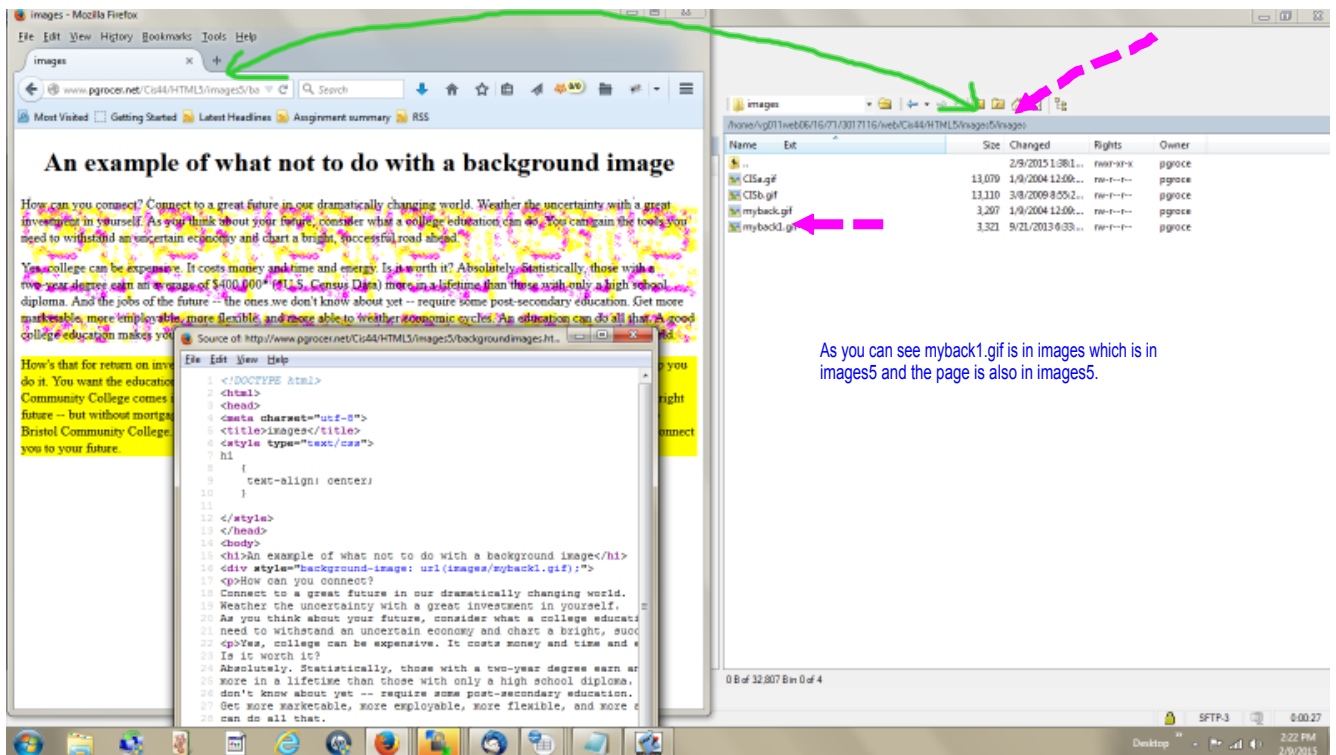 images - Mozilla Firefox
File Edit View History Bookmarks Tools Help
images
www.pgrocer.net/Cis44/HTML5/images5/ba
Search
Most Visited Getting Started Latest Headlines Assginment summary RSS
An example of what not to do with a background image
How can you connect? Connect to a great future in our dramatically changing world. Weather the uncertainty with a great
investment in yourself. As you think about your future, consider what a college education can do. You can gain the tools you
need to withstand an uncertain economy and chart a bright, successful road ahead.
Yes, college can be expensive. It costs money and time and energy. Is it worth it? Absolutely. Statistically, those with a
two-year degree earn an average of $400,000* (*U.S. Census Data) more in a lifetime than those with only a high school
diploma. And the jobs of the future -- the ones we don't know about yet -- require some post-secondary education. Get more
marketable, more employable, more flexible, and more able to weather economic cycles. An education can do all that. A good
college education makes you
How's that for return on inve
p you
do it. You want the education
Community College comes i
right
future -- but without mortga
Bristol Community College.
onnect
you to your future.
Source of: http://www.pgrocer.net/Cis44/HTML5/images5/backgroundimages.ht...
File Edit View Help
1 <!DOCTYPE html>
2 <html>
3 <head>
4 <meta charset="utf-8">
5 <title>images</title>
6 <style type="text/css">
7 h1
8 {
9 text-align: center;
10 }
11
12 </style>
13 </head>
14 <body>
15 <h1>An example of what not to do with a background image</h1>
16 <div style="background-image: url(images/myback1.gif);">
17 <p>How can you connect?
18 Connect to a great future in our dramatically changing world.
19 Weather the uncertainty with a great investment in yourself.
20 As you think about your future, consider what a college educati
21 need to withstand an uncertain economy and chart a bright, succ
22 <p>Yes, college can be expensive. It costs money and time and e
23 Is it worth it?
24 Absolutely. Statistically, those with a two-year degree earn an
25 more in a lifetime than those with only a high school diploma.
26 don't know about yet -- require some post-secondary education.
27 Get more marketable, more employable, more flexible, and more a
28 can do all that.
images
/home/vg011web06/16/71/3017116/web/Cis44/HTML5/images5/images
Name Ext Size Changed Rights Owner
.. 2/9/2015 1:38:1... rwxr-xr-x pgroce
CISa.gif 13,079 1/9/2004 12:09:... rw-r--r-- pgroce
CISb.gif 13,110 3/8/2009 8:55:2... rw-r--r-- pgroce
myback.gif 3,297 1/9/2004 12:09:... rw-r--r-- pgroce
myback1.gif 3,321 9/21/2013 6:33:... rw-r--r-- pgroce
As you can see myback1.gif is in images which is in
images5 and the page is also in images5.
0 B of 32,807 B in 0 of 4
SFTP-3 0:00:27
Desktop
2:22 PM
2/9/2015